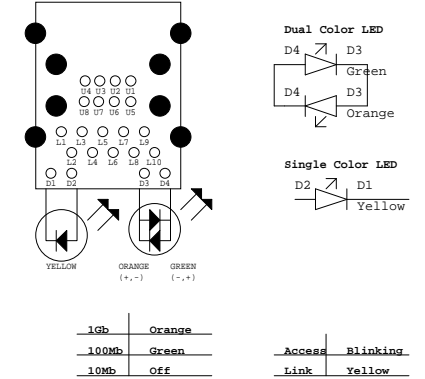 Dual Color LED
D4 D3
Green
D4 D3
Orange
U4 U3 U2 U1
U8 U7 U6 U5
L1 L3 L5 L7 L9
L2 L4 L6 L8 L10
D1 D2 D3 D4
Single Color LED
D2 D1
Yellow
YELLOW ORANGE GREEN
(+,-) (-,+)
1Gb Orange
100Mb Green
10Mb Off
Access Blinking
Link Yellow